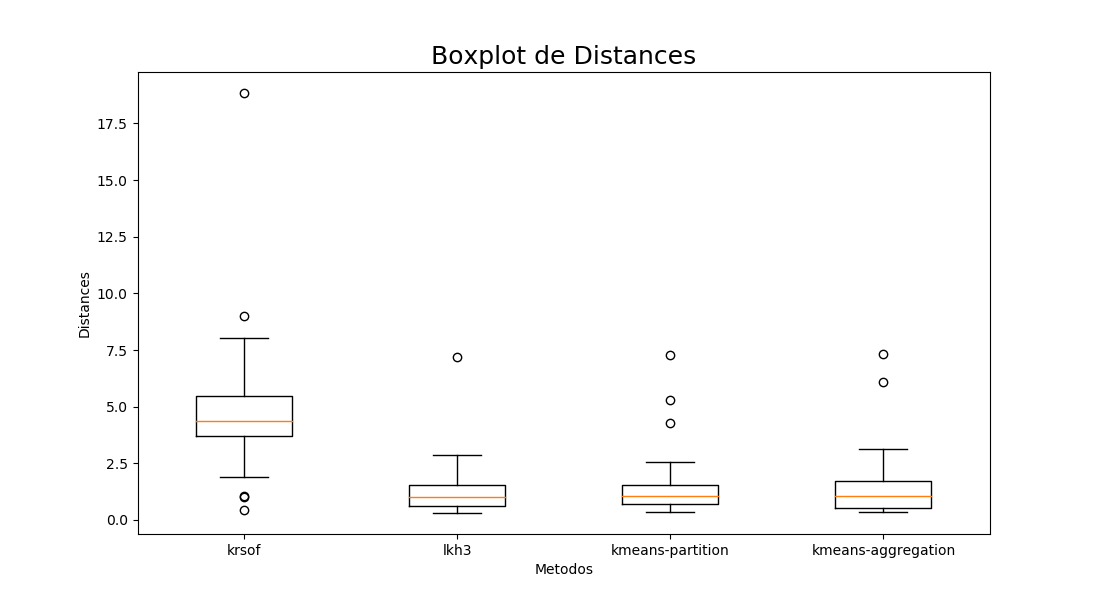 Boxplot de Distances
17.5
15.0
12.5
10.0
7.5
5.0
2.5
0.0
Distances
krsof
lkh3
kmeans-partition
kmeans-aggregation
Metodos